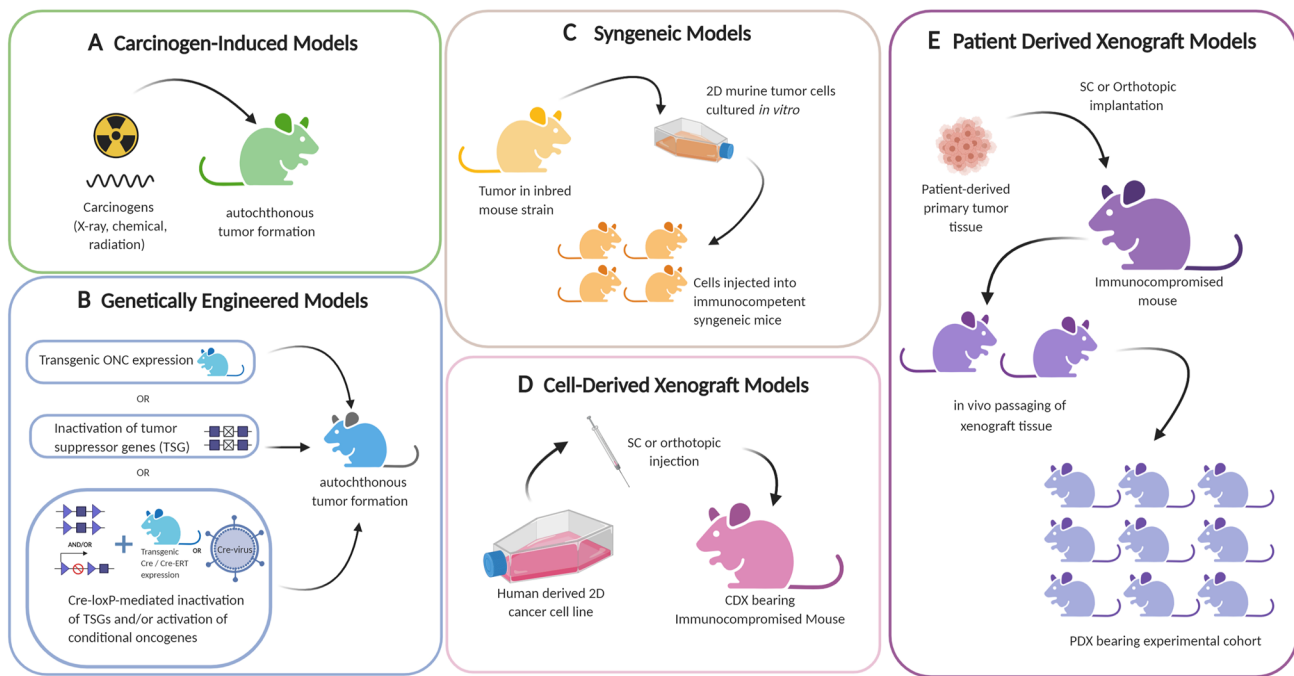 A Carcinogen-Induced Models
Carcinogens
(X-ray, chemical,
radiation)
autochthonous
tumor formation
B Genetically Engineered Models
Transgenic ONC expression
OR
Inactivation of tumor
suppressor genes (TSG)
OR
AND/OR
Transgenic
Cre / Cre-ERT
expression
OR
Cre-virus
Cre-loxP-mediated inactivation
of TSGs and/or activation of
conditional oncogenes
autochthonous
tumor formation
C Syngeneic Models
Tumor in inbred
mouse strain
2D murine tumor cells
cultured in vitro
Cells injected into
immunocompetent
syngeneic mice
D Cell-Derived Xenograft Models
SC or orthotopic
injection
Human derived 2D
cancer cell line
CDX bearing
Immunocompromised Mouse
E Patient Derived Xenograft Models
SC or Orthotopic
implantation
Patient-derived
primary tumor
tissue
Immunocompromised
mouse
in vivo passaging of
xenograft tissue
PDX bearing experimental cohort